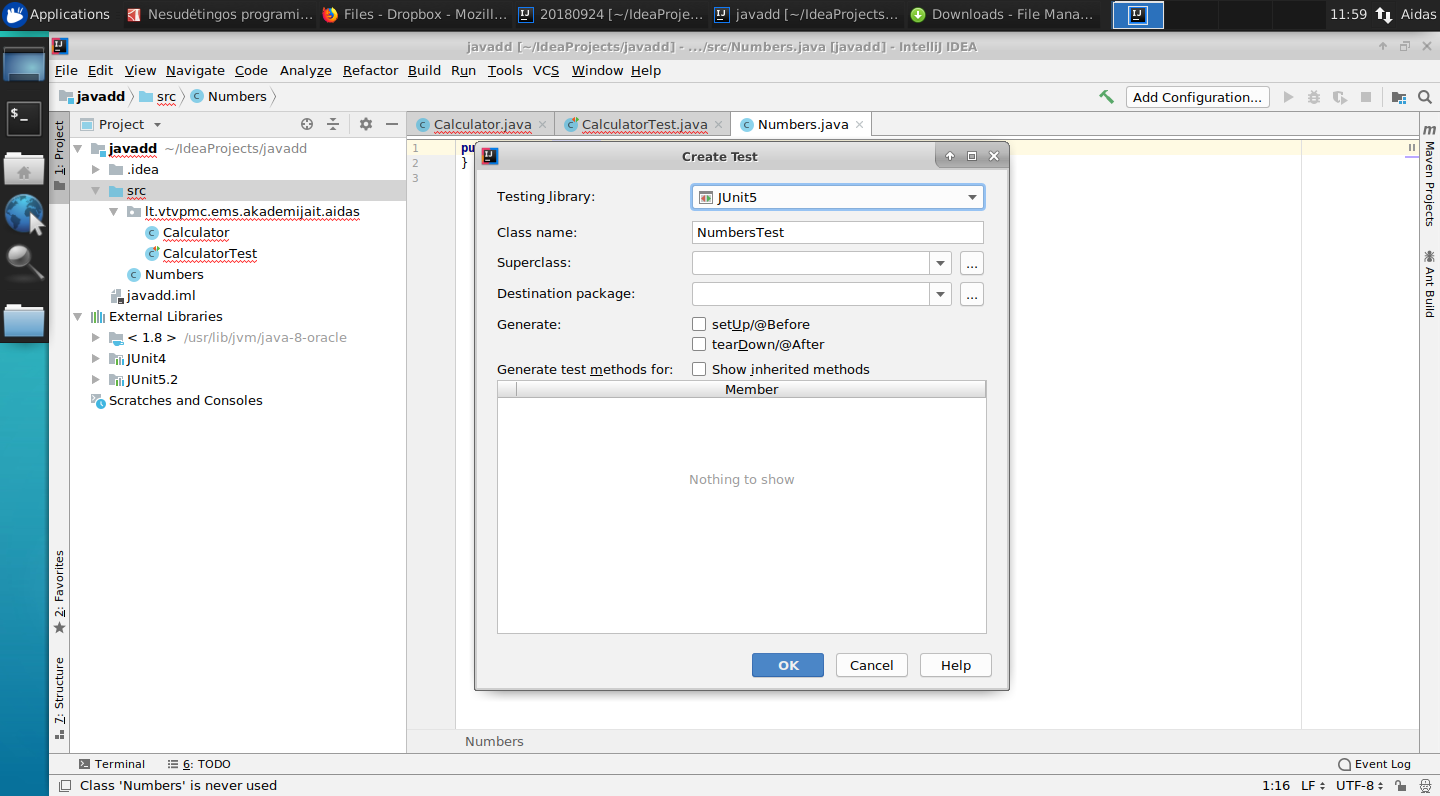 Applications
Nesudėtingos programi...
Files - Dropbox - Mozill...
20180924 [~/IdeaProje...
javadd [~/IdeaProjects...
Downloads - File Mana...
11:59
Aidas
javadd [~/IdeaProjects/javadd] - .../src/Numbers.java [javadd] - IntelliJ IDEA
File Edit View Navigate Code Analyze Refactor Build Run Tools VCS Window Help
javadd src Numbers
Add Configuration...
1: Project
Project
Calculator.java
CalculatorTest.java
Numbers.java
Maven Projects
Ant Build
javadd ~/IdeaProjects/javadd
.idea
src
lt.vtvpmc.ems.akademijait.aidas
Calculator
CalculatorTest
Numbers
javadd.iml
External Libraries
< 1.8 > /usr/lib/jvm/java-8-oracle
JUnit4
JUnit5.2
Scratches and Consoles
1 pu
2 }
3
Create Test
Testing library: JUnit5
Class name: NumbersTest
Superclass: ...
Destination package: ...
Generate: setUp/@Before
tearDown/@After
Generate test methods for: Show inherited methods
Member
Nothing to show
OK Cancel Help
2: Favorites
7: Structure
Numbers
Terminal 6: TODO
Event Log
Class 'Numbers' is never used
1:16 LF UTF-8